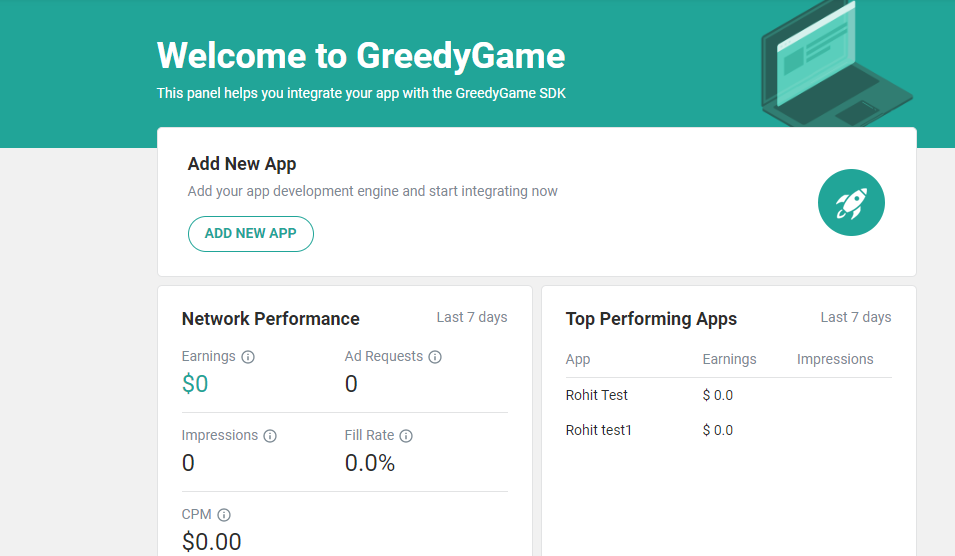 Welcome to GreedyGame
This panel helps you integrate your app with the GreedyGame SDK
Add New App
Add your app development engine and start integrating now
ADD NEW APP
Network Performance Last 7 days
Earnings Ad Requests
$0 0
Impressions Fill Rate
0 0.0%
CPM
$0.00
Top Performing Apps Last 7 days
App Earnings Impressions
Rohit Test $ 0.0
Rohit test1 $ 0.0